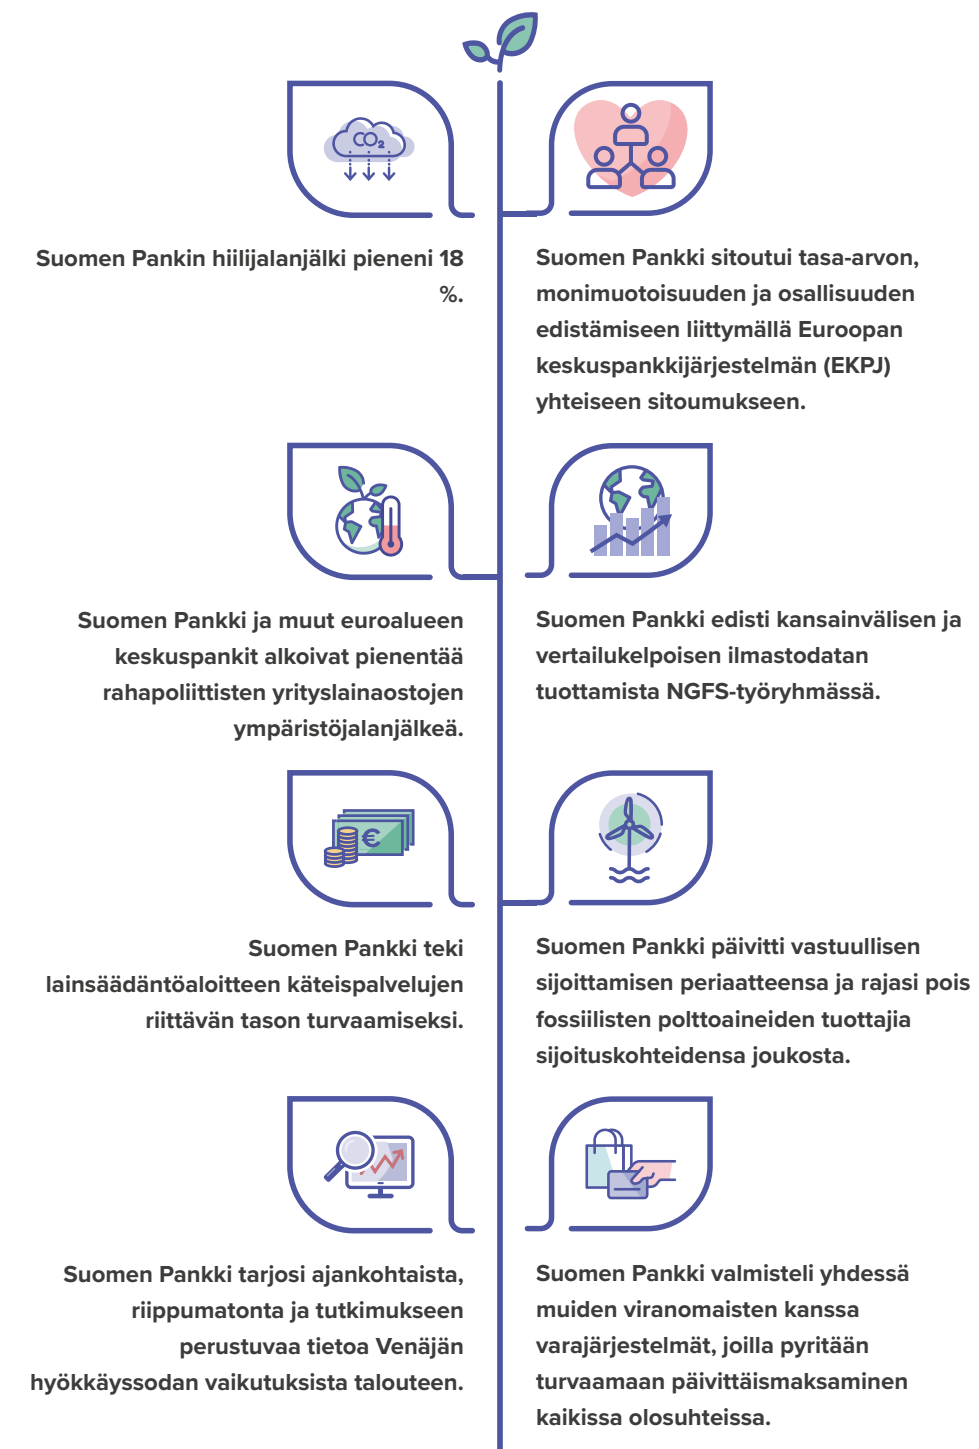 CO2
Suomen Pankin hiilijalanjälki pieneni 18
%.
Suomen Pankki sitoutui tasa-arvon,
monimuotoisuuden ja osallisuuden
edistämiseen liittymällä Euroopan
keskuspankkijärjestelmän (EKPJ)
yhteiseen sitoumukseen.
Suomen Pankki ja muut euroalueen
keskuspankit alkoivat pienentää
rahapoliittisten yrityslainaostojen
ympäristöjalanjälkeä.
Suomen Pankki edisti kansainvälisen ja
vertailukelpoisen ilmastodatan
tuottamista NGFS-työryhmässä.
€
Suomen Pankki teki
lainsäädäntöaloitteen käteispalvelujen
riittävän tason turvaamiseksi.
Suomen Pankki päivitti vastuullisen
sijoittamisen periaatteensa ja rajasi pois
fossiilisten polttoaineiden tuottajia
sijoituskohteidensa joukosta.
Suomen Pankki tarjosi ajankohtaista,
riippumatonta ja tutkimukseen
perustuvaa tietoa Venäjän
hyökkäyssodan vaikutuksista talouteen.
Suomen Pankki valmisteli yhdessä
muiden viranomaisten kanssa
varajärjestelmät, joilla pyritään
turvaamaan päivittäismaksaminen
kaikissa olosuhteissa.